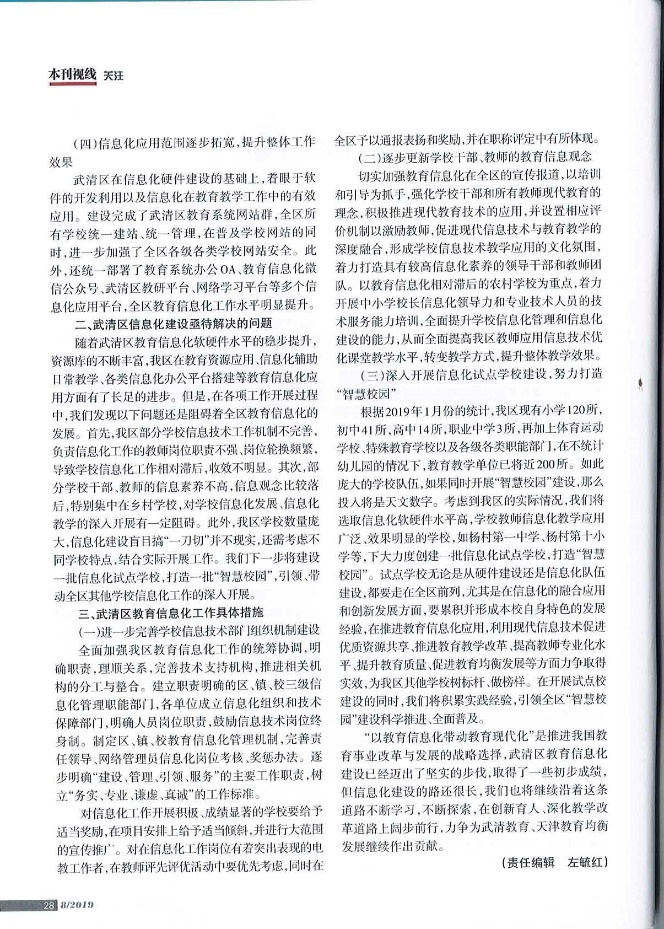 本刊视线 关注
(四)信息化应用范围逐步拓宽,提升整体工作
效果
武清区在信息化硬件建设的基础上,着眼于软
件的开发利用以及信息化在教育教学工作中的有效
应用。建设完成了武清区教育系统网站群,全区所
有学校统一建站、统一管理,在普及学校网站的同
时,进一步加强了全区各级各类学校网站安全。此
外,还统一部署了教育系统办公OA、教育信息化微
信公众号、武清区教研平台、网络学习平台等多个信
息化应用平台,全区教育信息化工作水平明显提升。
二、武清区信息化建设亟待解决的问题
随着武清区教育信息化软硬件水平的稳步提升,
资源库的不断丰富,我区在教育资源应用、信息化辅助
日常教学、各类信息化办公平台搭建等教育信息化应
用方面有了长足的进步。但是,在各项工作开展过程
中,我们发现以下问题还是阻碍着全区教育信息化的
发展。首先,我区部分学校信息技术工作机制不完善,
负责信息化工作的教师岗位职责不强、岗位轮换频繁,
导致学校信息化工作相对滞后,收效不明显。其次,部
分学校干部、教师的信息素养不高,信息观念比较落
后,特别集中在乡村学校,对学校信息化发展、信息化
教学的深入开展有一定阻碍。此外,我区学校数量庞
大,信息化建设盲目搞“一刀切”并不现实,还需考虑不
同学校特点,结合实际开展工作。我们下一步将建设
一批信息化试点学校,打造一批“智慧校园”,引领、带
动全区其他学校信息化工作的深入开展。
三、武清区教育信息化工作具体措施
(一)进一步完善学校信息技术部门组织机制建设
全面加强我区教育信息化工作的统筹协调,明
确职责,理顺关系,完善技术支持机构,推进相关机
构的分工与整合。建立职责明确的区、镇、校三级信
息化管理职能部门,各单位成立信息化组织和技术
保障部门,明确人员岗位职责,鼓励信息技术岗位终
身制。制定区、镇、校教育信息化管理机制,完善责
任领导、网络管理员信息化岗位考核、奖惩办法。逐
步明确“建设、管理、引领、服务”的主要工作职责,树
立“务实、专业、谦虚、真诚”的工作标准。
对信息化工作开展积极、成绩显著的学校要给予
适当奖励,在项目安排上给予适当倾斜,并进行大范围
的宣传推广。对在信息化工作岗位有着突出表现的电
教工作者,在教师评先评优活动中要优先考虑,同时在
全区予以通报表扬和奖励,并在职称评定中有所体现。
(二)逐步更新学校干部、教师的教育信息观念
切实加强教育信息化在全区的宣传报道,以培训
和引导为抓手,强化学校干部和所有教师现代教育的
理念,积极推进现代教育技术的应用,并设置相应评
价机制以激励教师,促进现代信息技术与教育教学的
深度融合,形成学校信息技术教学应用的文化氛围,
着力打造具有较高信息化素养的领导干部和教师团
队。以教育信息化相对滞后的农村学校为重点,着力
开展中小学校长信息化领导力和专业技术人员的技
术服务能力培训,全面提升学校信息化管理和信息化
建设的能力,从而全面提高我区教师应用信息技术优
化课堂教学水平,转变教学方式,提升整体教学效果。
(三)深入开展信息化试点学校建设,努力打造
“智慧校园”
根据2019年1月份的统计,我区现有小学120所,
初中41所,高中14所,职业中学3所,再加上体育运动
学校、特殊教育学校以及各级各类职能部门,在不统计
幼儿园的情况下,教育教学单位已将近200所。如此
庞大的学校队伍,如果同时开展“智慧校园”建设,那么
投入将是天文数字。考虑到我区的实际情况,我们将
选取信息化软硬件水平高,学校教师信息化教学应用
广泛、效果明显的学校,如杨村第一中学、杨村第十小
学等,下大力度创建一批信息化试点学校,打造“智慧
校园”。试点学校无论是从硬件建设还是信息化队伍
建设,都要走在全区前列,尤其是在信息化的融合应用
和创新发展方面,要累积并形成本校自身特色的发展
经验,在推进教育信息化应用,利用现代信息技术促进
优质资源共享、推进教育教学改革、提高教师专业化水
平、提升教育质量、促进教育均衡发展等方面力争取得
实效,为我区其他学校树标杆、做榜样。在开展试点校
建设的同时,我们将积累实践经验,引领全区“智慧校
园”建设科学推进、全面普及。
“以教育信息化带动教育现代化”是推进我国教
育事业改革与发展的战略选择,武清区教育信息化
建设已经迈出了坚实的步伐,取得了一些初步成绩,
但信息化建设的路还很长,我们也将继续沿着这条
道路不断学习,不断探索,在创新育人、深化教学改
革道路上阔步前行,力争为武清教育、天津教育均衡
发展继续作出贡献。
(责任编辑 左毓红)
28 8/2019